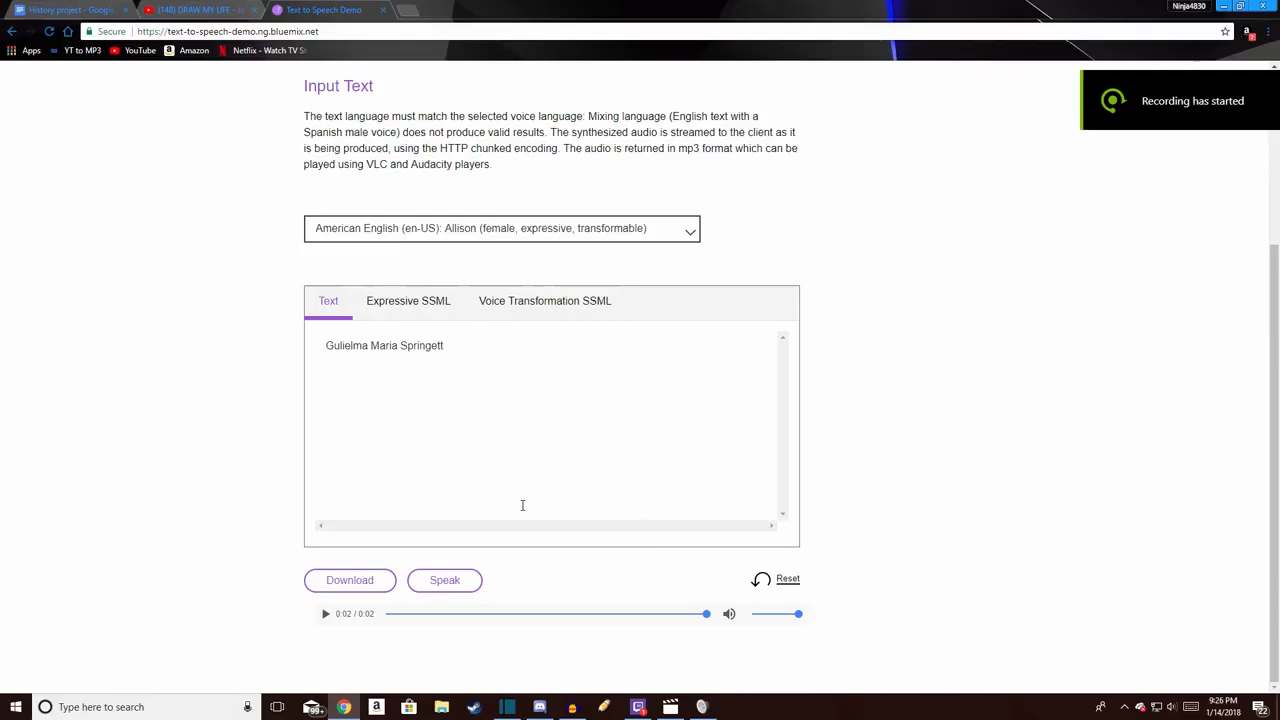 History project - Google
(148) DRAW MY LIFE -
Text to Speech Demo
Ninja4830
Secure
https://text-to-speech-demo.ng.bluemix.net
Apps
YT to MP3
YouTube
Amazon
Netflix - Watch TV Sh
Input Text
Recording has started
The text language must match the selected voice language: Mixing language (English text with a
Spanish male voice) does not produce valid results. The synthesized audio is streamed to the client as it
is being produced, using the HTTP chunked encoding. The audio is returned in mp3 format which can be
played using VLC and Audacity players.
American English (en-US): Allison (female, expressive, transformable)
Text
Expressive SSML
Voice Transformation SSML
Gulielma Maria Springett
Download
Speak
Reset
0:02 / 0:02
Type here to search
99+
9:26 PM
1/14/2018
22